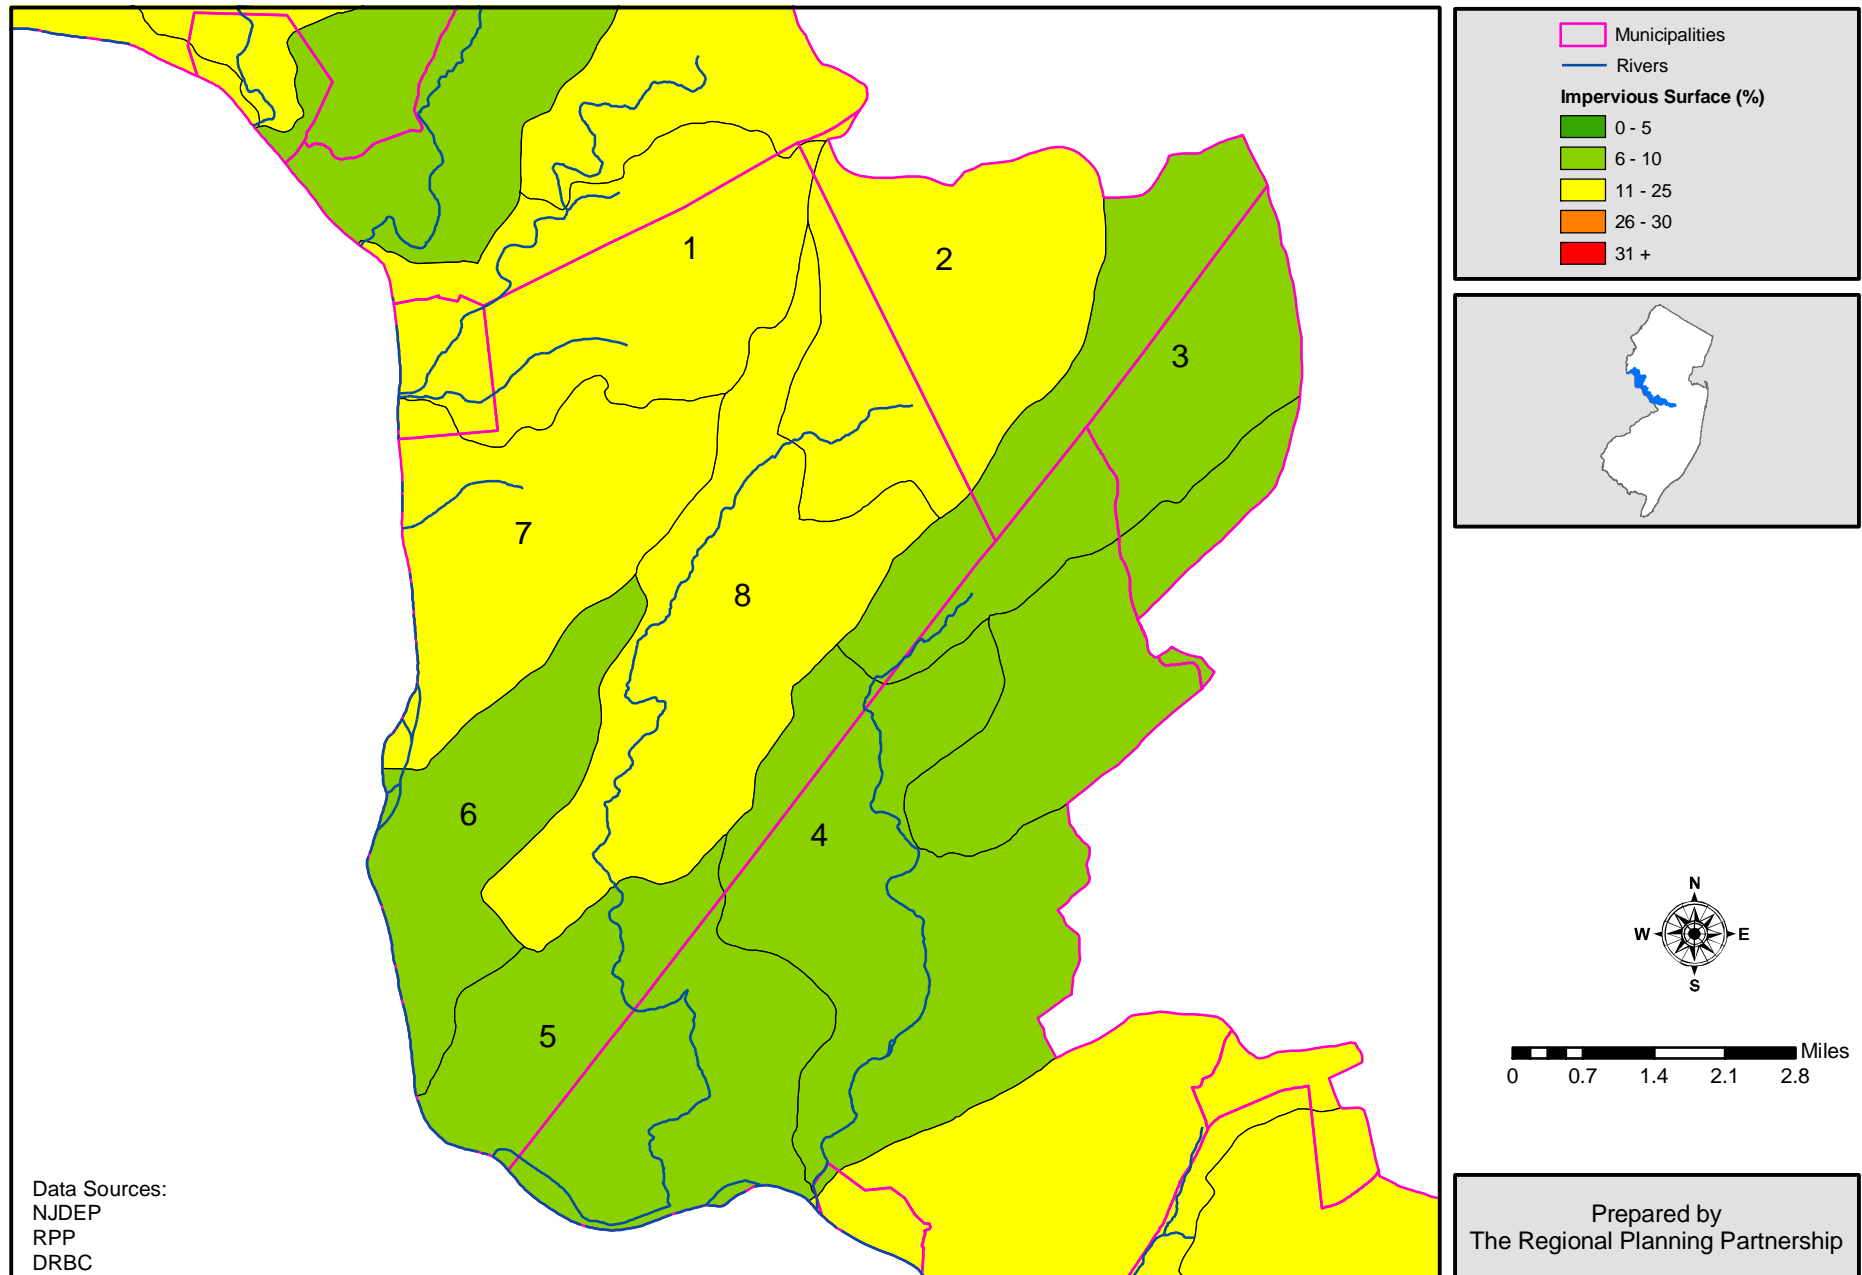 1
2
3
7
8
6
4
5
Data Sources:
NJDEP
RPP
DRBC
Municipalities
Rivers
Impervious Surface (%)
0 - 5
6 - 10
11 - 25
26 - 30
31 +
N
W E
S
Miles
0 0.7 1.4 2.1 2.8
Prepared by
The Regional Planning Partnership